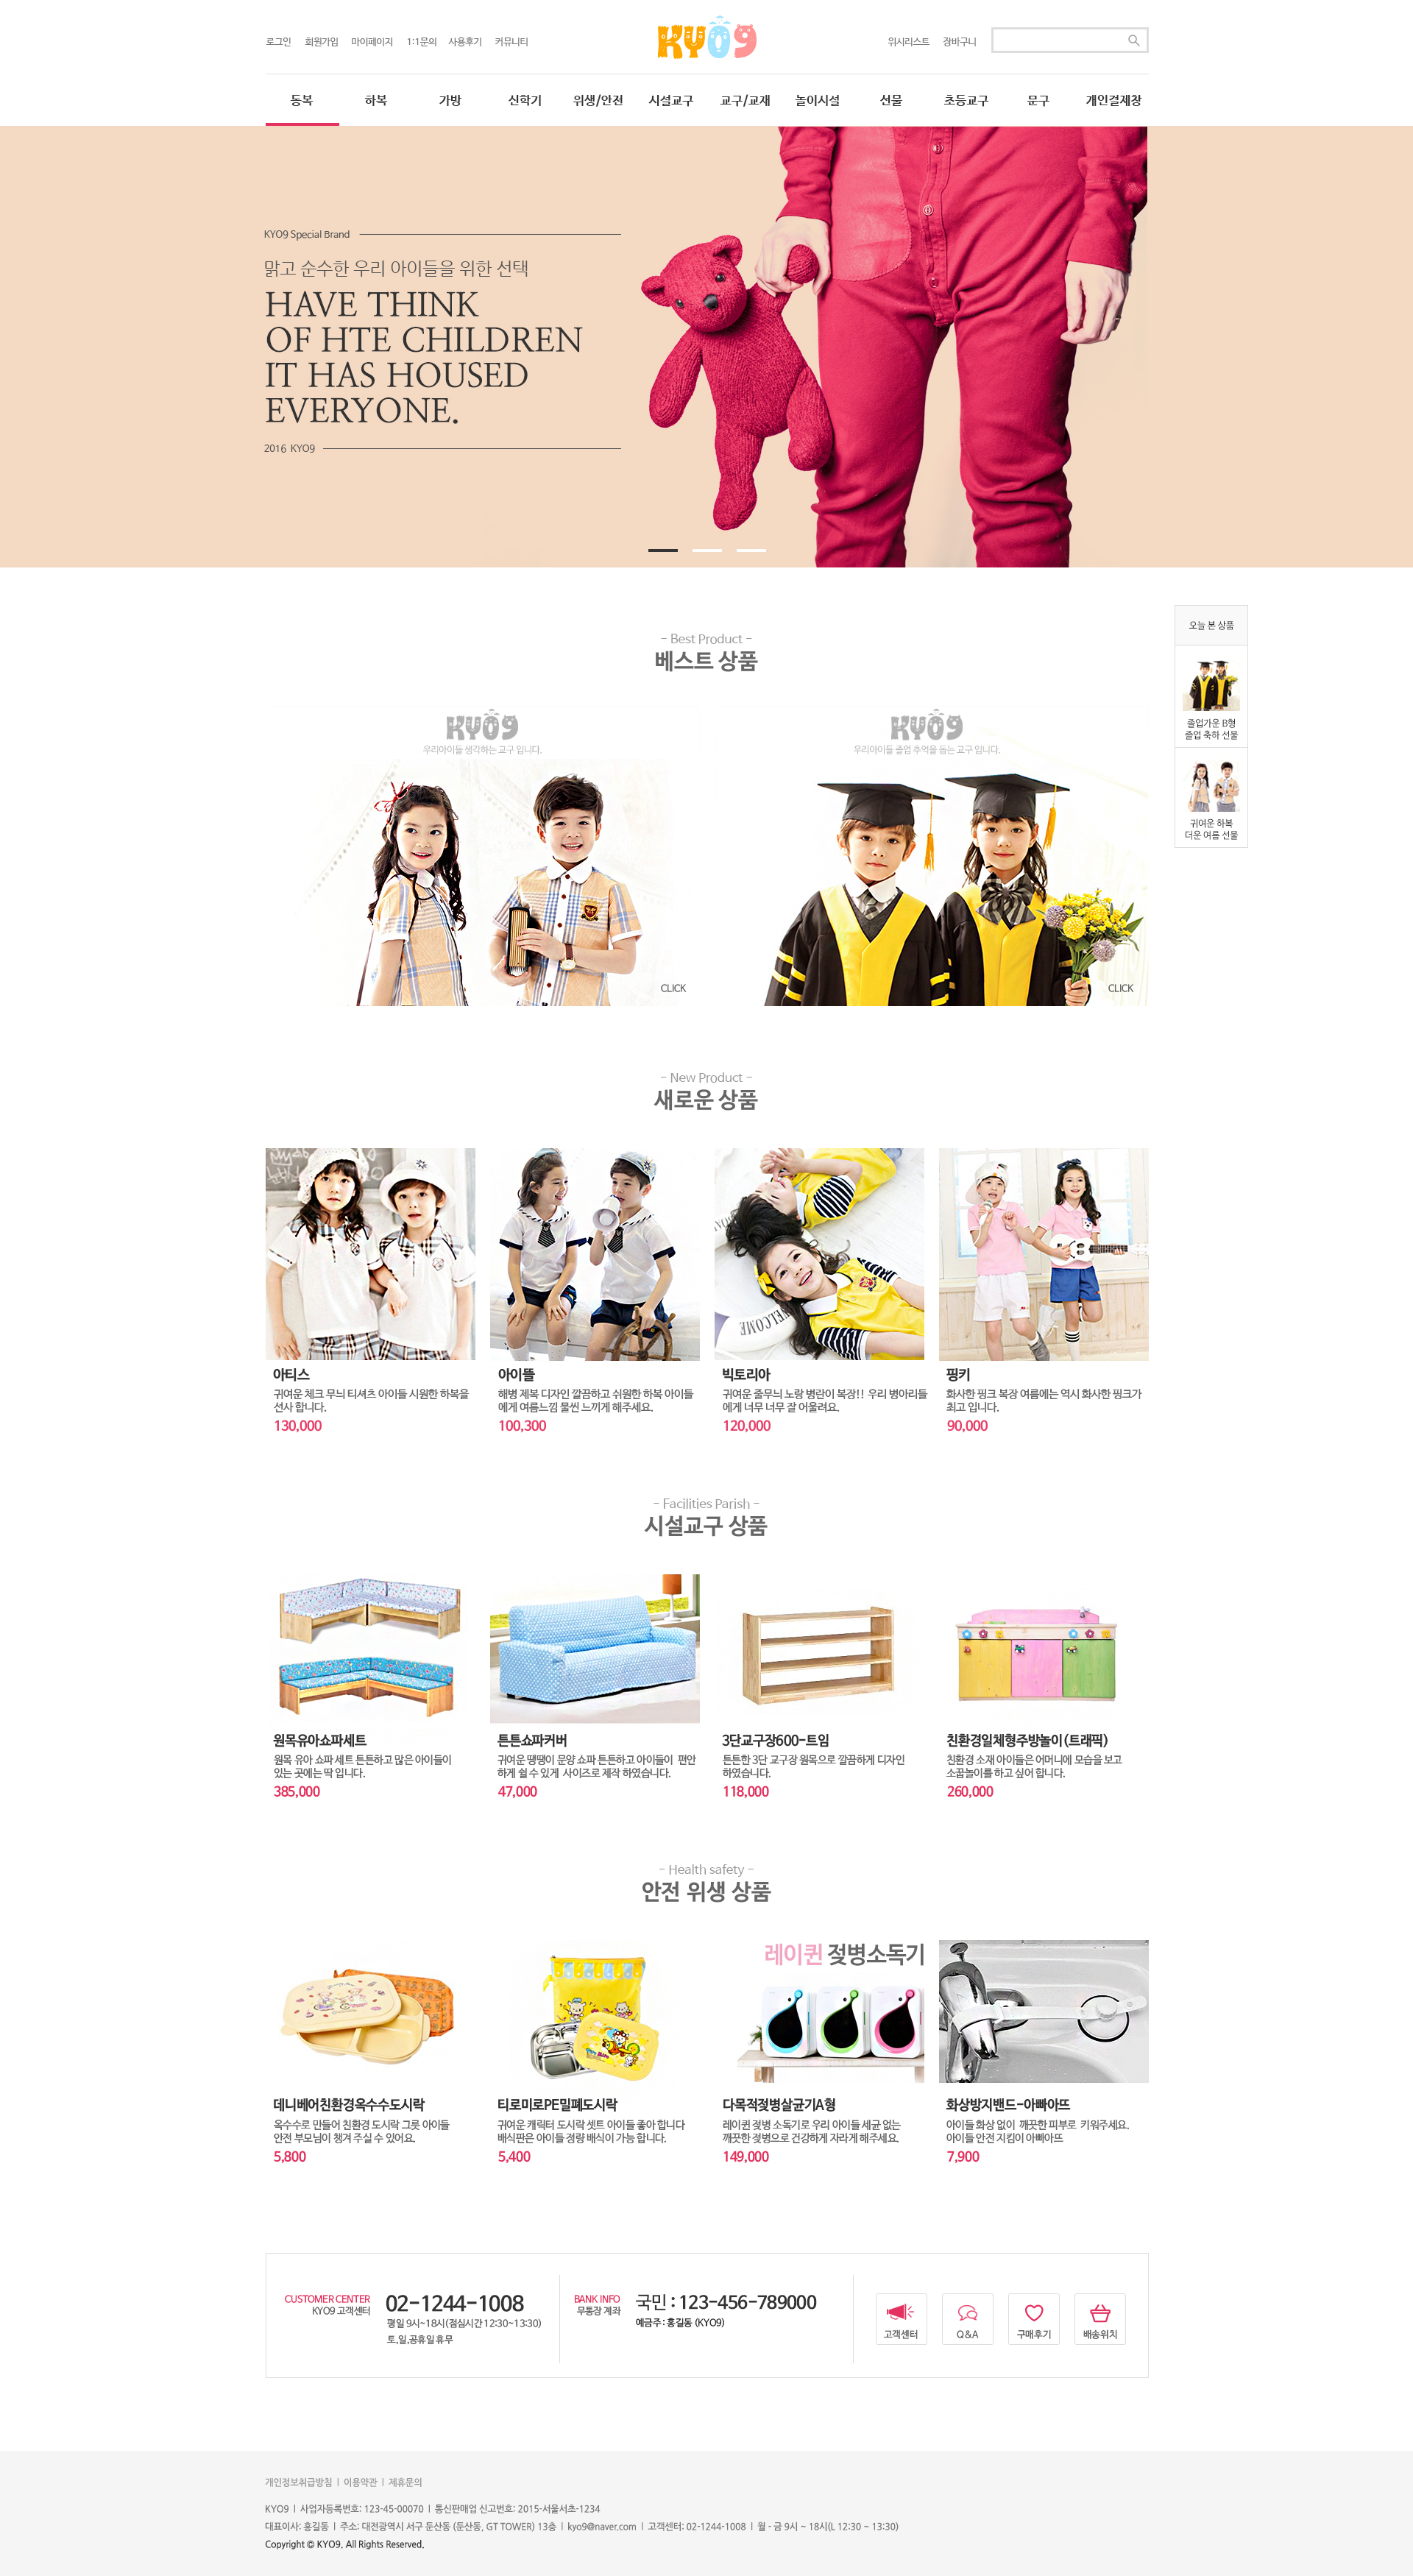 로그인 회원가입 마이페이지 1:1문의 사용후기 커뮤니티
KYO9
위시리스트 장바구니
동복 하복 가방 신학기 위생/안전 시설교구 교구/교재 놀이시설 선물 초등교구 문구 개인결제창
KYO9 Special Brand
맑고 순수한 우리 아이들을 위한 선택
HAVE THINK
OF HTE CHILDREN
IT HAS HOUSED
EVERYONE.
2016 KYO9
오늘 본 상품
졸업가운 B형
졸업 축하 선물
귀여운 하복
더운 여름 선물
- Best Product -
베스트 상품
KYO9
우리아이들 생각하는 교구 입니다.
CLICK
KYO9
우리아이들 졸업 추억을 돕는 교구 입니다.
CLICK
- New Product -
새로운 상품
WELCOME
아티스
귀여운 체크 무늬 티셔츠 아이들 시원한 하복을
선사 합니다.
130,000
아이뜰
해병 제복 디자인 깔끔하고 쉬원한 하복 아이들
에게 여름느낌 물씬 느끼게 해주세요.
100,300
빅토리아
귀여운 줄무늬 노랑 병란이 복장!! 우리 병아리들
에게 너무 너무 잘 어울려요.
120,000
핑키
화사한 핑크 복장 여름에는 역시 화사한 핑크가
최고 입니다.
90,000
- Facilities Parish -
시설교구 상품
원목유아쇼파세트
원목 유아 쇼파 세트 튼튼하고 많은 아이들이
있는 곳에는 딱 입니다.
385,000
튼튼쇼파커버
귀여운 땡땡이 문양 쇼파 튼튼하고 아이들이 편안
하게 쉴 수 있게 사이즈로 제작 하였습니다.
47,000
3단교구장600-트임
튼튼한 3단 교구장 원목으로 깔끔하게 디자인
하였습니다.
118,000
친환경일체형주방놀이(트래픽)
친환경 소재 아이들은 어머니에 모습을 보고
소꿉놀이를 하고 싶어 합니다.
260,000
- Health safety -
안전 위생 상품
레이퀸 젖병소독기
데니베어친환경옥수수도시락
옥수수로 만들어 친환경 도시락 그릇 아이들
안전 부모님이 챙겨 주실 수 있어요.
5,800
티로미로PE밀폐도시락
귀여운 캐릭터 도시락 셋트 아이들 좋아 합니다
배식판은 아이들 정량 배식이 가능 합니다.
5,400
다목적젖병살균기A형
레이퀸 젖병 소독기로 우리 아이들 세균 없는
깨끗한 젖병으로 건강하게 자라게 해주세요.
149,000
화상방지밴드-아빠아뜨
아이들 화상 없이 깨끗한 피부로 키워주세요.
아이들 안전 지킴이 아빠아뜨
7,900
CUSTOMER CENTER
KYO9 고객센터
02-1244-1008
평일 9시~18시(점심시간 12:30~13:30)
토,일,공휴일 휴무
BANK INFO
무통장 계좌
국민 : 123-456-789000
예금주 : 홍길동 (KYO9)
고객센터 Q&A 구매후기 배송위치
개인정보취급방침 | 이용약관 | 제휴문의
KYO9 | 사업자등록번호: 123-45-00070 | 통신판매업 신고번호: 2015-서울서초-1234
대표이사: 홍길동 | 주소: 대전광역시 서구 둔산동 (둔산동, GT TOWER) 13층 | kyo9@naver.com | 고객센터: 02-1244-1008 | 월 - 금 9시 ~ 18시(L 12:30 ~ 13:30)
Copyright © KYO9. All Rights Reserved.